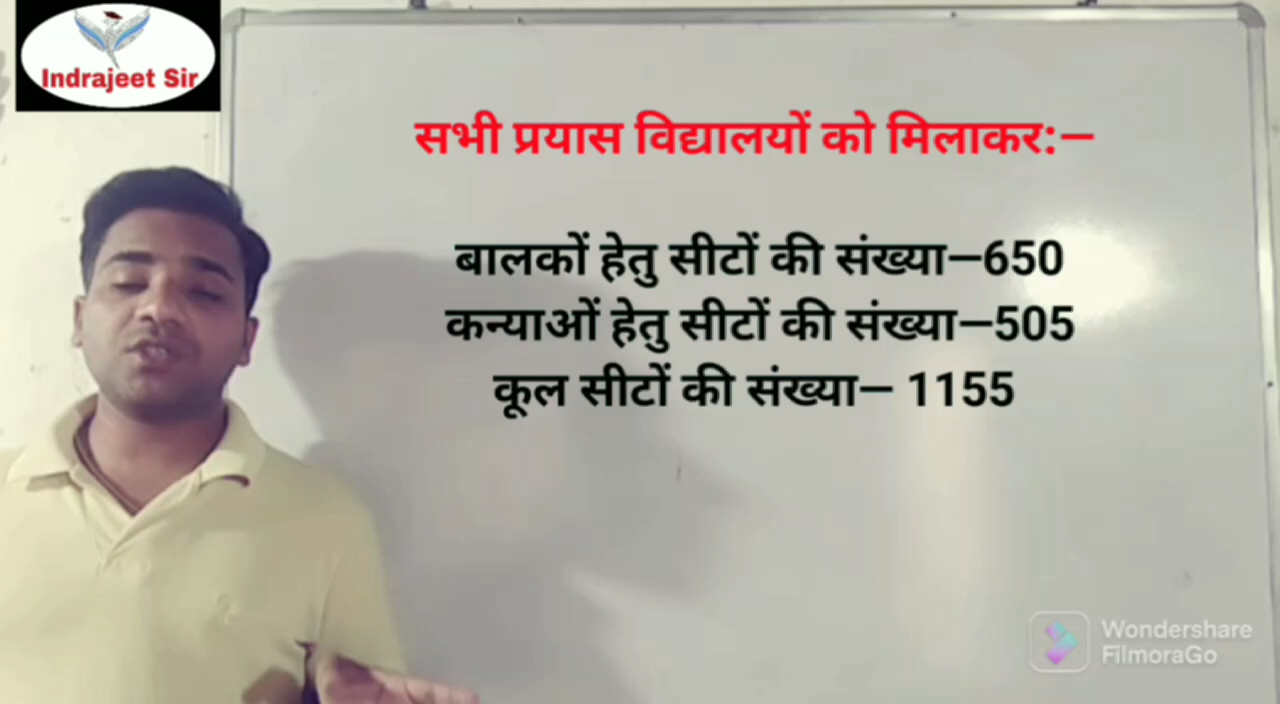 Indrajeet Sir
सभी प्रयास विद्यालयों को मिलाकर:—
बालकों हेतु सीटों की संख्या—650
कन्याओं हेतु सीटों की संख्या—505
कूल सीटों की संख्या— 1155
Wondershare
FilmoraGo